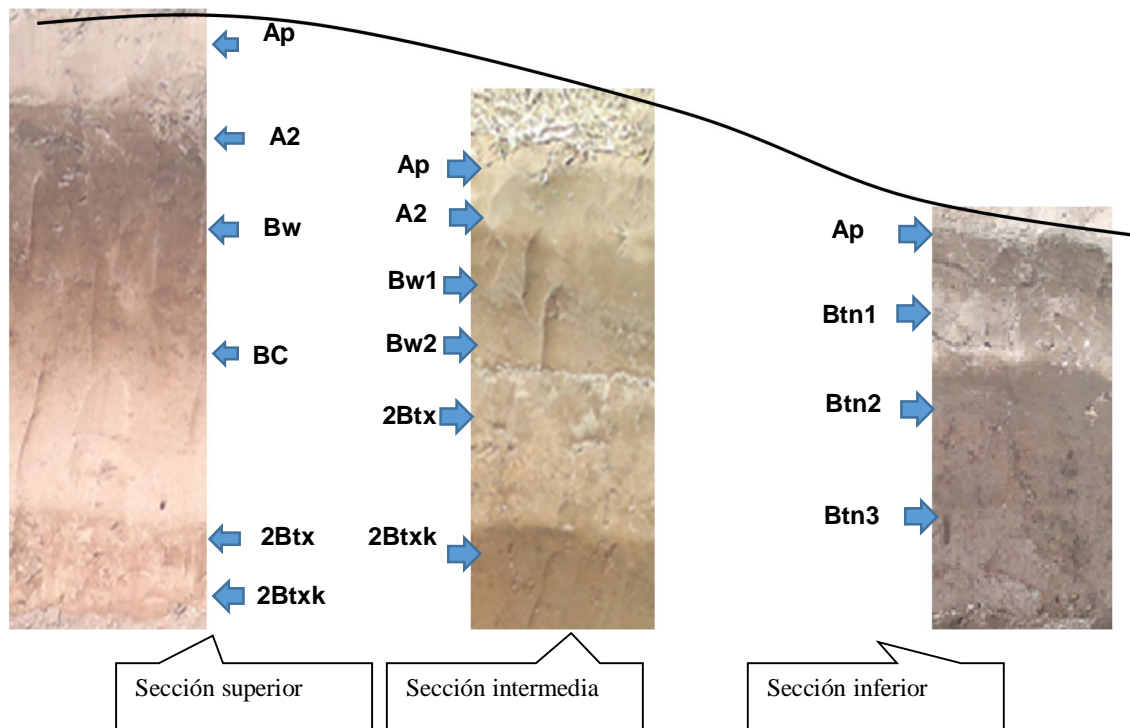 Ap
A2
Bw
BC
2Btx
2Btxk
Ap
A2
Bw1
Bw2
2Btx
2Btxk
Ap
Btn1
Btn2
Btn3
Sección superior
Sección intermedia
Sección inferior